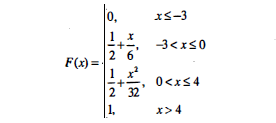 F(x) = { 0, x ≤ -3
1/2 + x/6, -3 < x ≤ 0
1/2 + x²/32, 0 < x ≤ 4
1, x > 4